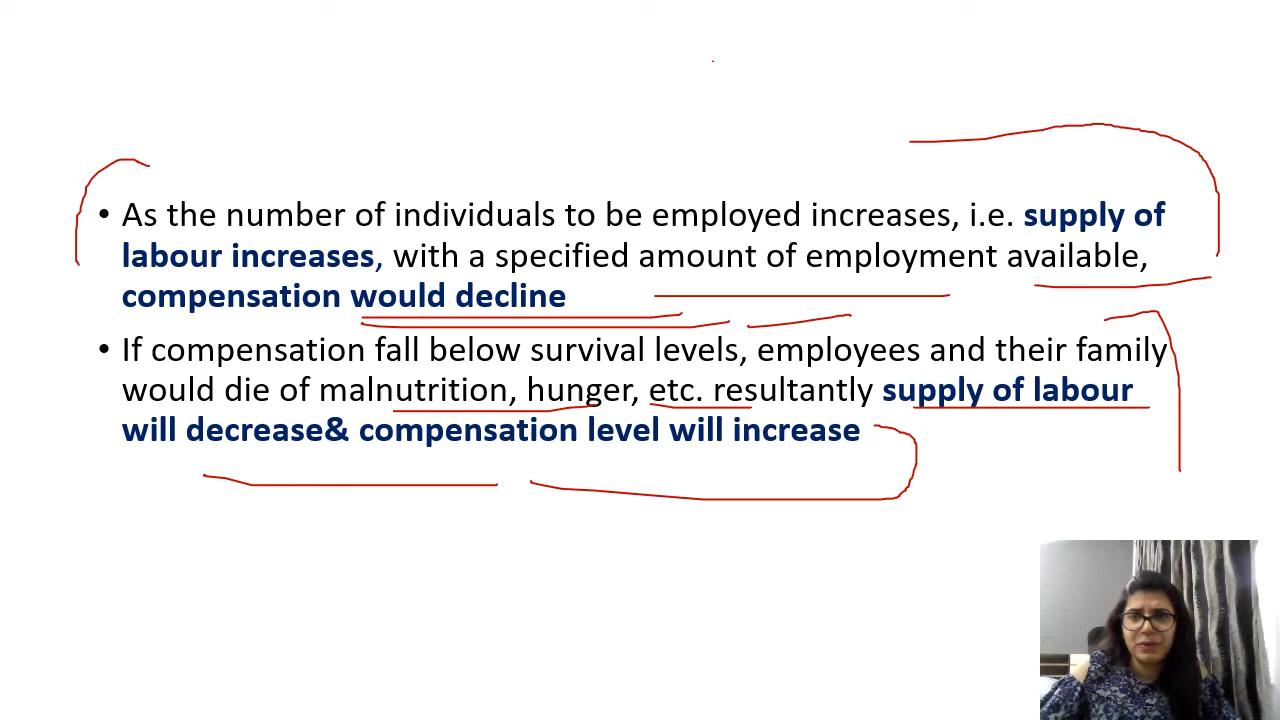 • As the number of individuals to be employed increases, i.e. supply of
labour increases, with a specified amount of employment available,
compensation would decline
• If compensation fall below survival levels, employees and their family
would die of malnutrition, hunger, etc. resultantly supply of labour
will decrease& compensation level will increase